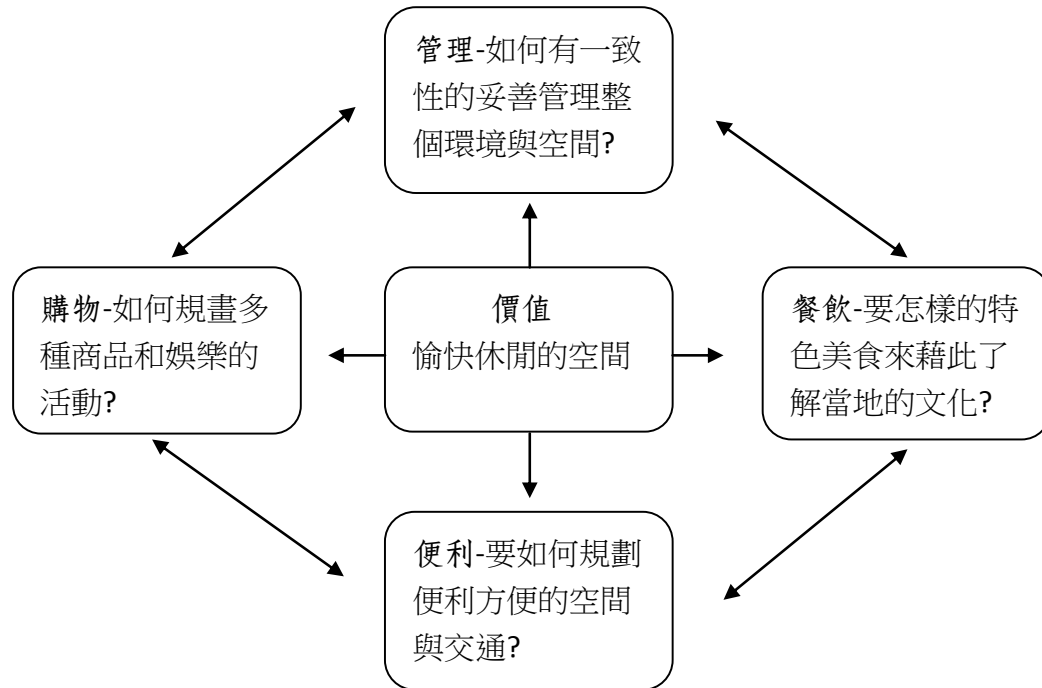 管理-如何有一致
性的妥善管理整
個環境與空間?
購物-如何規畫多
種商品和娛樂的
活動?
價值
愉快休閒的空間
餐飲-要怎樣的特
色美食來藉此了
解當地的文化?
便利-要如何規劃
便利方便的空間
與交通?